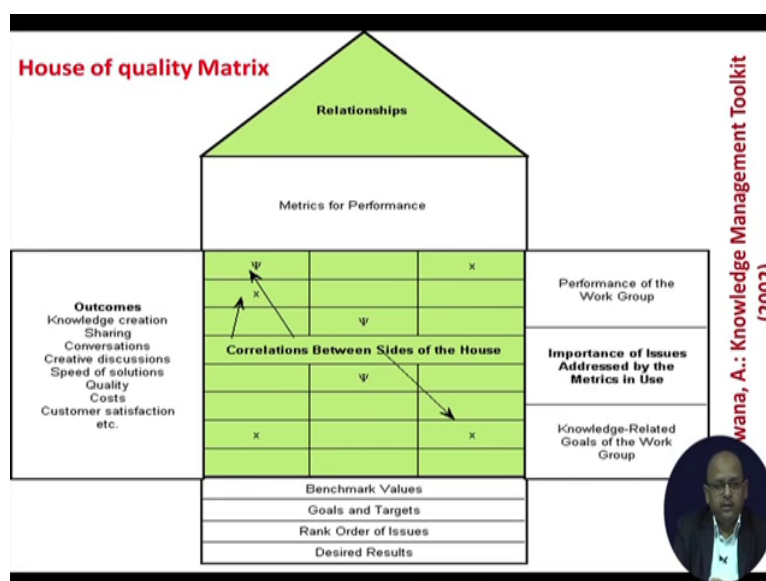 House of quality Matrix
Relationships
Metrics for Performance
Ψ
x
x
Ψ
Correlations Between Sides of the House
Ψ
x
x
Outcomes
Knowledge creation
Sharing
Conversations
Creative discussions
Speed of solutions
Quality
Costs
Customer satisfaction
etc.
Performance of the
Work Group
Importance of Issues
Addressed by the
Metrics in Use
Knowledge-Related
Goals of the Work
Group
Benchmark Values
Goals and Targets
Rank Order of Issues
Desired Results
wana, A.: Knowledge Management Toolkit
(2002)